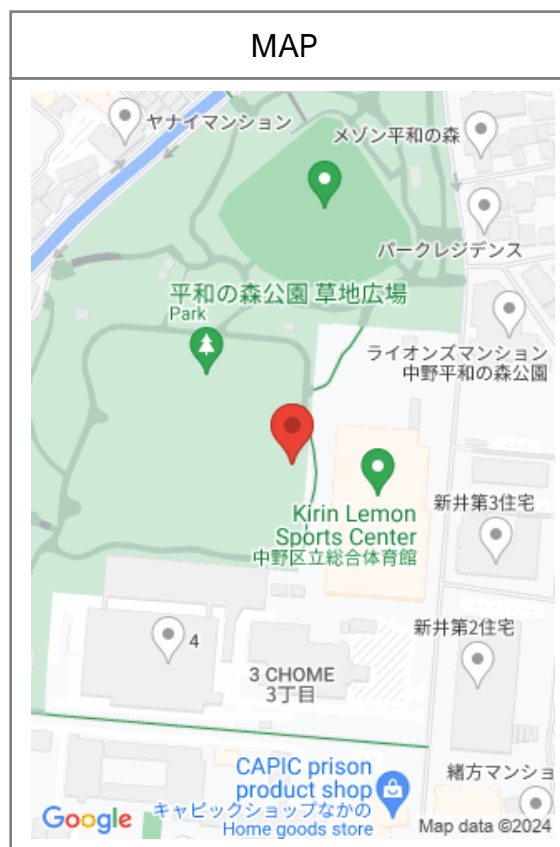 MAP
ヤナイマンション
メゾン平和の森
パークレジデンス
平和の森公園 草地広場
Park
ライオンズマンション
中野平和の森公園
Kirin Lemon
Sports Center
中野区立総合体育館
新井第3住宅
新井第2住宅
4
3 CHOME
3丁目
CAPIC prison
product shop
キャピックショップなかの
Home goods store
緒方マンショ
Google
Map data ©2024